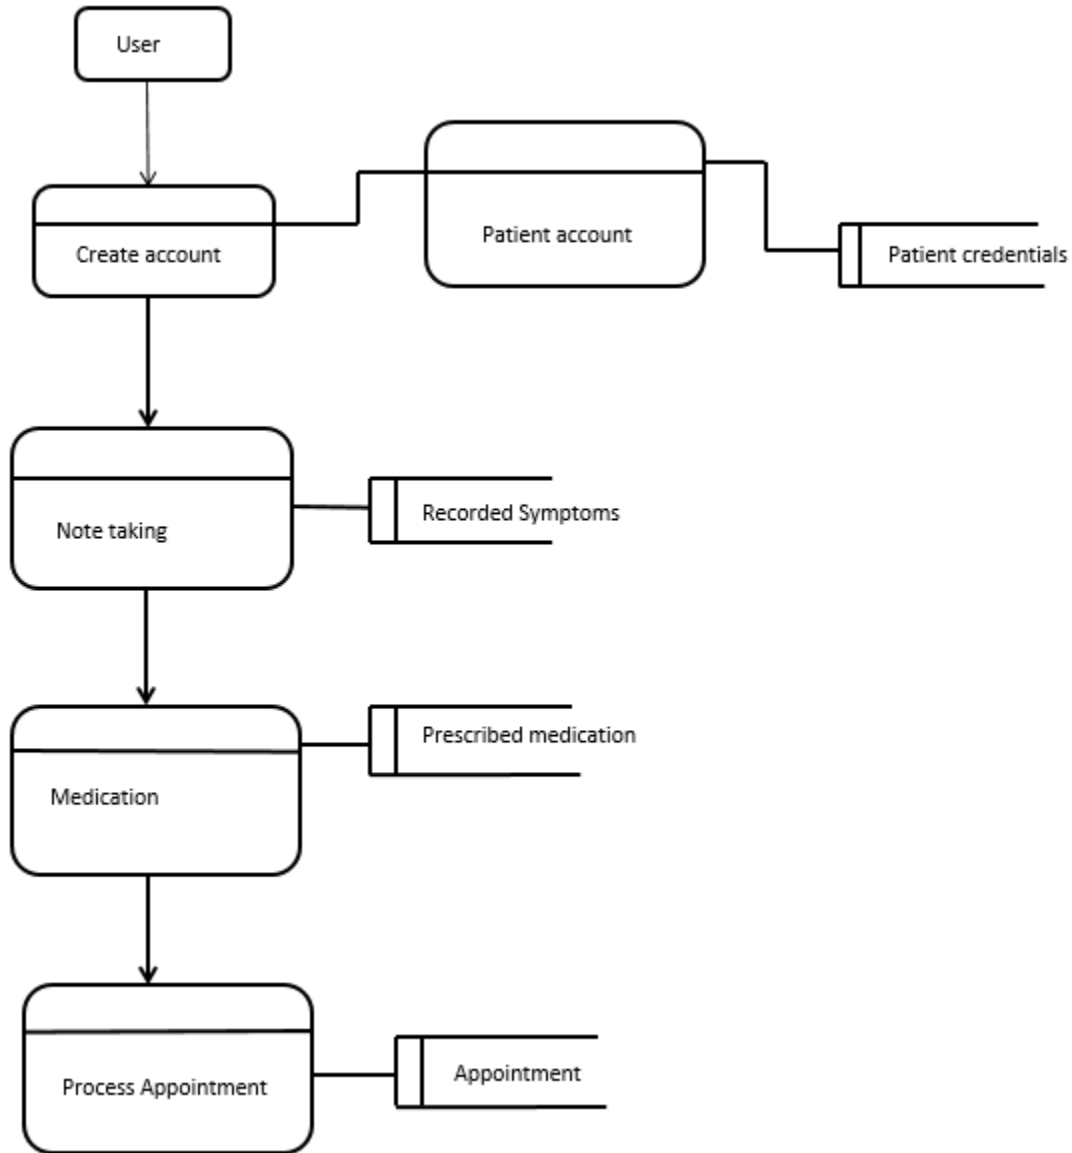 User
Create account
Patient account
Patient credentials
Note taking
Recorded Symptoms
Medication
Prescribed medication
Process Appointment
Appointment